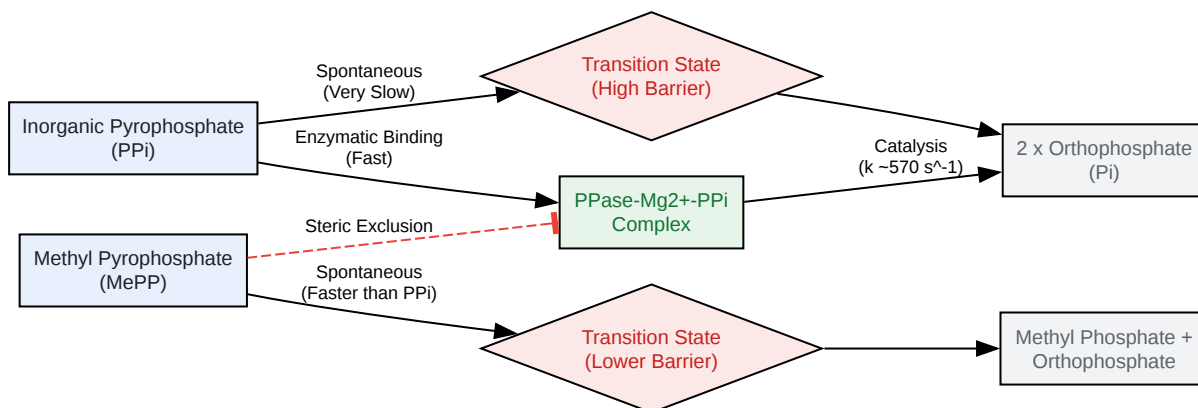 Inorganic Pyrophosphate
(PPi)
Spontaneous
(Very Slow)
Transition State
(High Barrier)
Enzymatic Binding
(Fast)
PPase-Mg2+-PPi
Complex
Catalysis
(k ~570 s^-1)
2 x Orthophosphate
(Pi)
Methyl Pyrophosphate
(MePP)
Steric Exclusion
Spontaneous
(Faster than PPi)
Transition State
(Lower Barrier)
Methyl Phosphate +
Orthophosphate